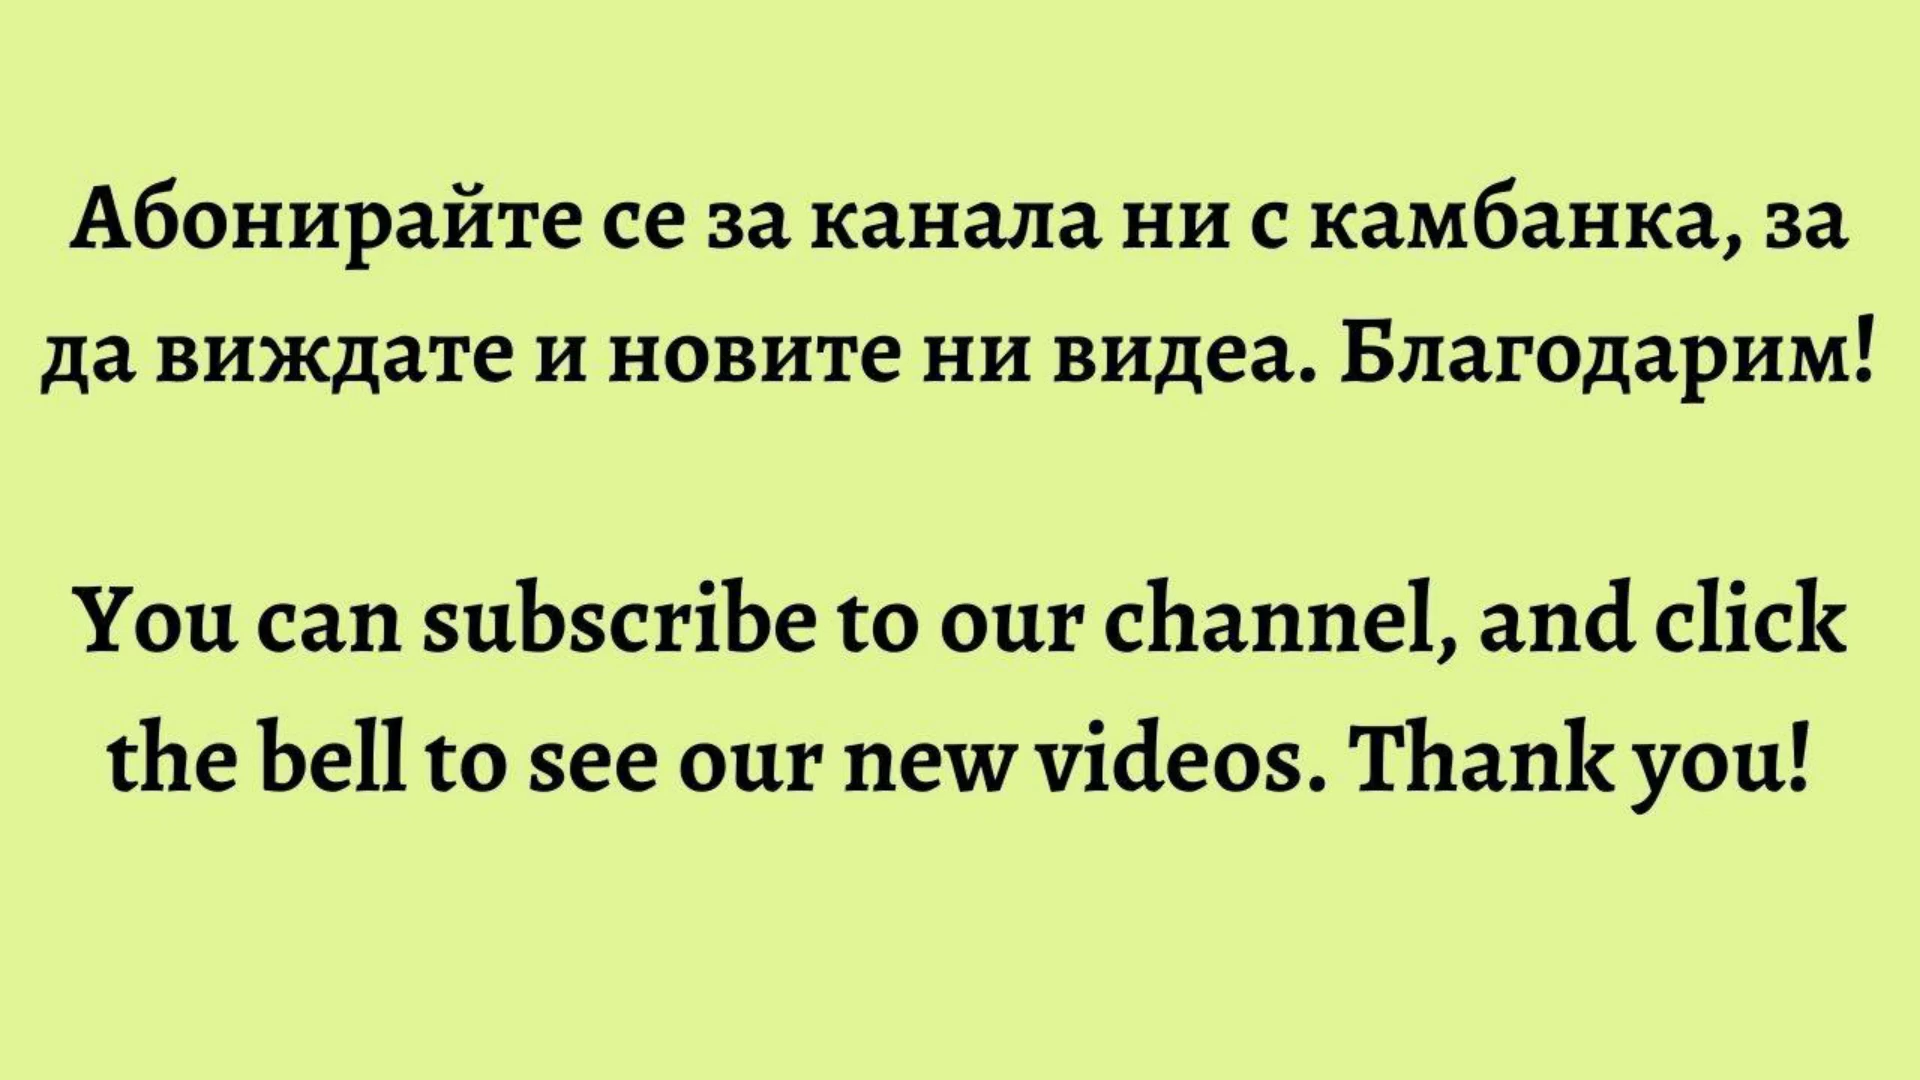 Абонирайте се за канала ни с камбанка, за
да виждате и новите ни видеа. Благодарим!
You can subscribe to our channel, and click
the bell to see our new videos. Thank you!